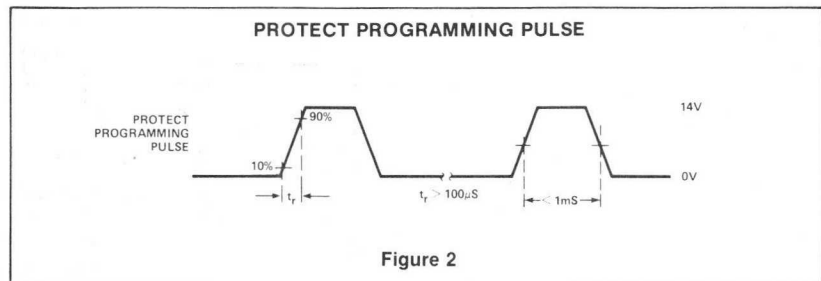 PROTECT PROGRAMMING PULSE
PROTECT
PROGRAMMING
PULSE
90%
10%
tr
tr > 100μS
< 1mS
14V
0V
Figure 2